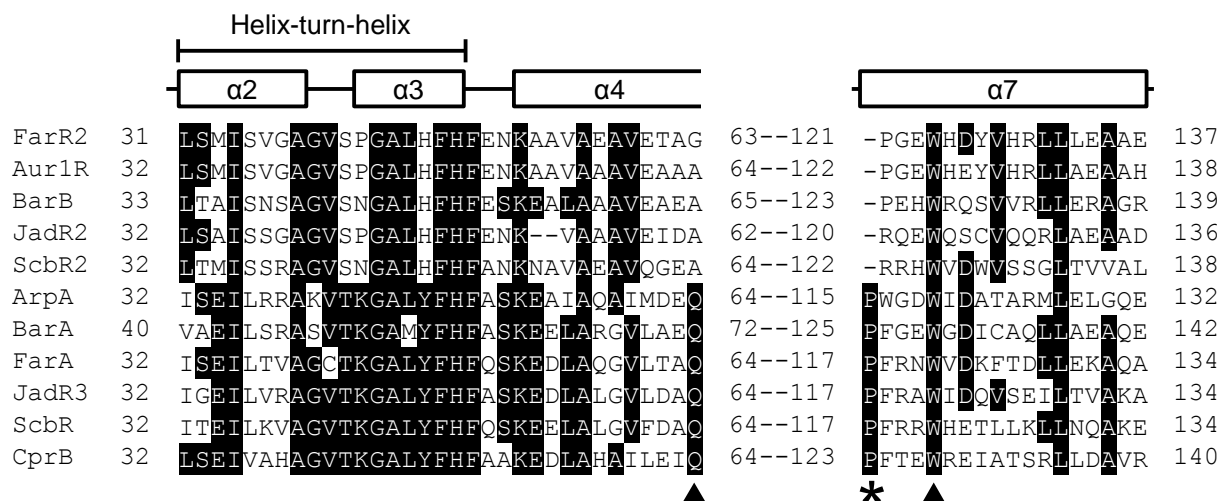 Helix-turn-helix
α2 α3 α4 α7
FarR2 31 LSMISVGAGVSPGALHFHFENKAAVAEAVETAG 63--121 -PGEWHDYVHRLLLEAAE 137
Aur1R 32 LSMISVGAGVSPGALHFHFENKAAVAAAVEAAA 64--122 -PGEWHEYVHRLLAEAAH 138
BarB 33 LTAISNSAGVSNGALHFHFESKEALAAAVEAEA 65--123 -PEHWRQSVVRLLERAGR 139
JadR2 32 LSAISSGAGVSPGALHFHFENK--VAAAVEIDA 62--120 -RQEWQSCVQQRLAEAAD 136
ScbR2 32 LTMISSRAGVSNGALHFHFANKNAVAEAVQGEA 64--122 -RRHWVDWVSSGLTVVAL 138
ArpA 32 ISEILRRAKVTKGALYFHFASKEAIAQAIMDEQ 64--115 PWGDWIDATARMLELGQE 132
BarA 40 VAEILSRASVTKGAMYFHFASKEELARGVLAEQ 72--125 PFGEWGDICAQLLAEAQE 142
FarA 32 ISEILTVAGCTKGALYFHFQSKEDLAQGVLTAQ 64--117 PFRNWVDKFTDLLEKAQA 134
JadR3 32 IGEILVRAGVTKGALYFHFASKEDLALGVLDAQ 64--117 PFRAWIDQVSEILTVAKA 134
ScbR 32 ITEILKVAGVTKGALYFHFQSKEELALGVFDAQ 64--117 PFRRWHETLLKLLNQAKE 134
CprB 32 LSEIVAHAGVTKGALYFHFAAKEDLAHAILEIQ 64--123 PFTEWREIATSRLLDAVR 140
*